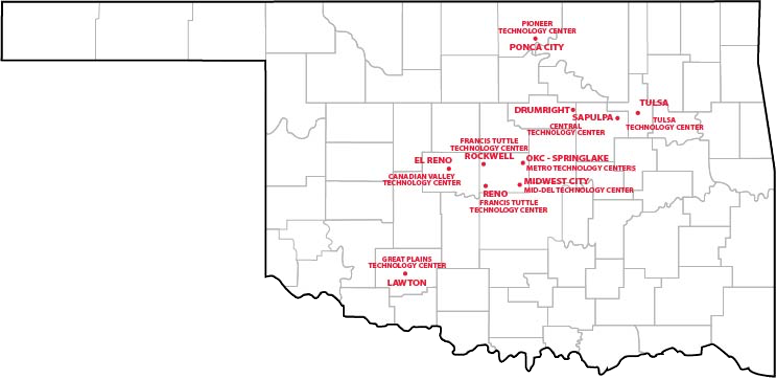 PIONEER
TECHNOLOGY CENTER
PONCA CITY
DRUMRIGHT
SAPULPA
CENTRAL
TECHNOLOGY CENTER
TULSA
TULSA
TECHNOLOGY CENTER
FRANCIS TUTTLE
TECHNOLOGY CENTER
ROCKWELL
EL RENO
CANADIAN VALLEY
TECHNOLOGY CENTER
OKC - SPRINGLAKE
METRO TECHNOLOGY CENTERS
MIDWEST CITY
MID-DEL TECHNOLOGY CENTER
RENO
FRANCIS TUTTLE
TECHNOLOGY CENTER
GREAT PLAINS
TECHNOLOGY CENTER
LAWTON